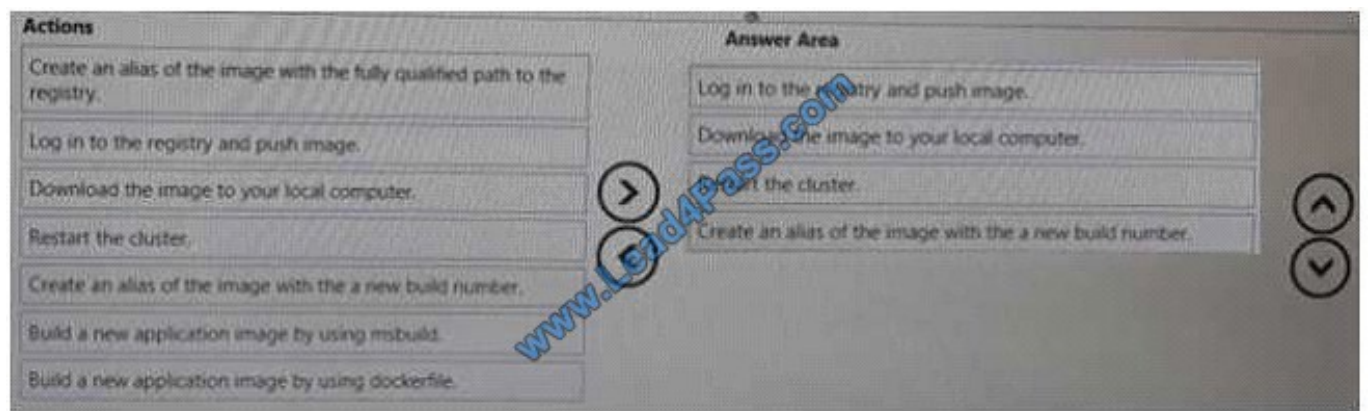 Actions
Create an alias of the image with the fully qualified path to the
registry.
Log in to the registry and push image.
Download the image to your local computer.
Restart the cluster.
Create an alias of the image with the a new build number.
Build a new application image by using msbuild.
Build a new application image by using dockerfile.
Answer Area
Log in to the registry and push image.
Download the image to your local computer.
the cluster.
Create an alias of the image with the a new build number.
www.Lead4Pass.com